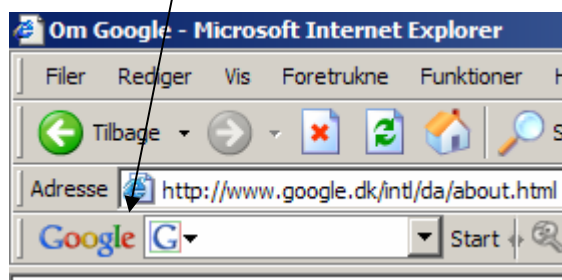 Om Google - Microsoft Internet Explorer
Filer Rediger Vis Foretrukne Funktioner H
Tilbage S
Adresse http://www.google.dk/intl/da/about.html
Google G Start